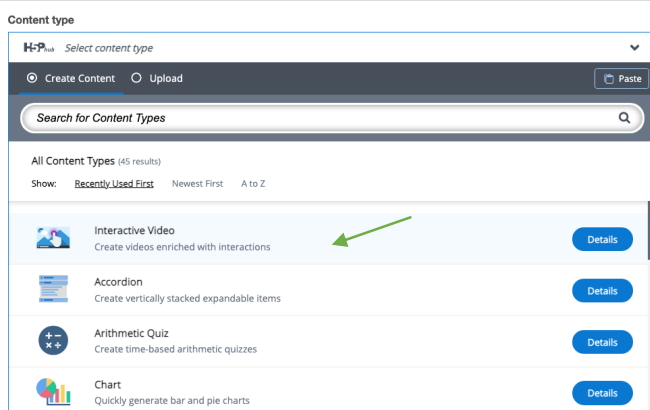 Content type
H5P hub Select content type
Create Content Upload Paste
Search for Content Types
All Content Types (45 results)
Show: Recently Used First Newest First A to Z
Interactive Video
Create videos enriched with interactions
Details
Accordion
Create vertically stacked expandable items
Details
Arithmetic Quiz
Create time-based arithmetic quizzes
Details
Chart
Quickly generate bar and pie charts
Details